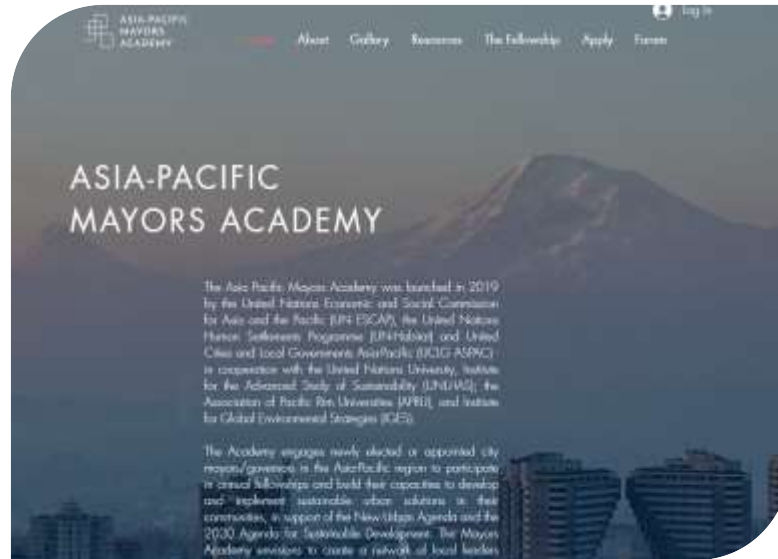 ASIA-PACIFIC
MAYORS
ACADEMY
Log In
Home About Gallery Resources The Fellowship Apply Forum
ASIA-PACIFIC
MAYORS ACADEMY
The Asia Pacific Mayors Academy was launched in 2019
by the United Nations Economic and Social Commission
for Asia and the Pacific (UN ESCAP), the United Nations
Human Settlements Programme (UN-Habitat) and United
Cities and Local Governments Asia-Pacific (UCLG ASPAC)
in cooperation with the United Nations University, Institute
for the Advanced Study of Sustainability (UNU-IAS); the
Association of Pacific Rim Universities (APRU), and Institute
for Global Environmental Strategies (IGES).
The Academy engages newly elected or appointed city
mayors/governors in the Asia-Pacific region to participate
in annual fellowships and build their capacities to develop
and implement sustainable urban solutions in their
communities, in support of the New Urban Agenda and the
2030 Agenda for Sustainable Development. The Mayors
Academy envisions to create a network of local leaders